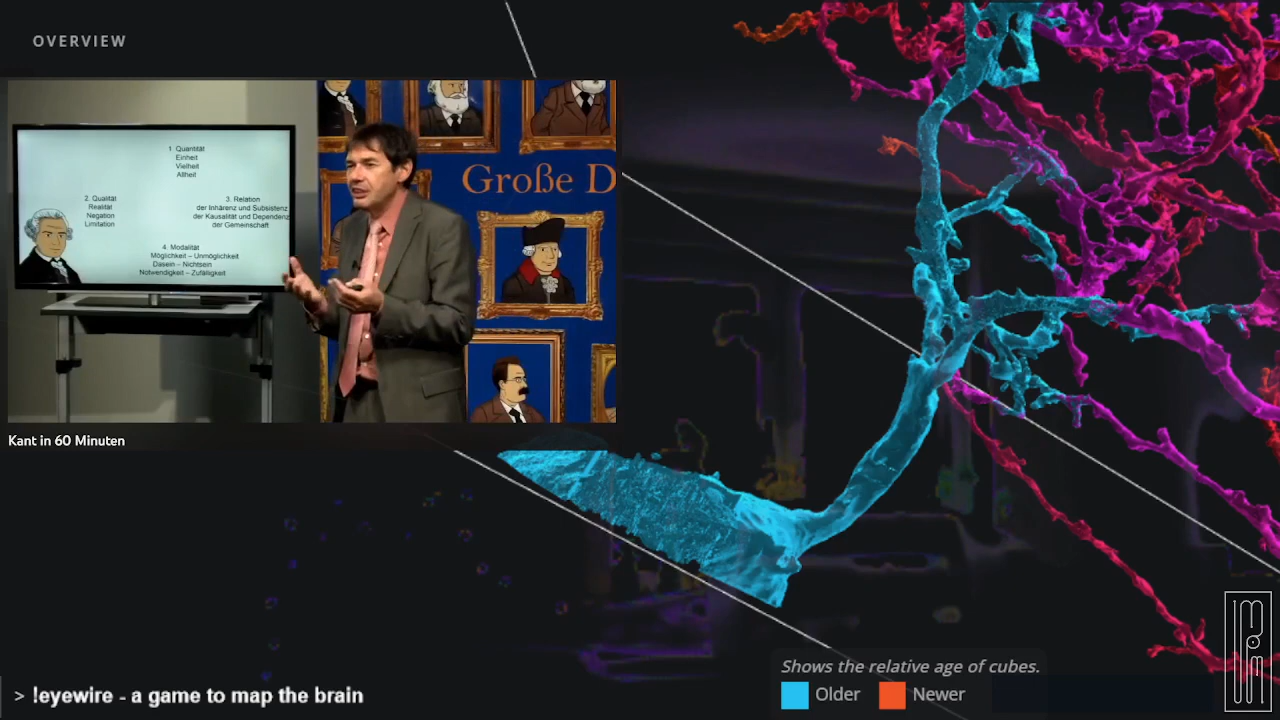 OVERVIEW
1 Quantität
Einheit
Vielheit
Allheit
2. Qualität
Realität
Negation
Limitation
3. Relation
der Inhärenz und Subsistenz
der Kausalität und Dependenz
der Gemeinschaft
4. Modalität
Möglichkeit – Unmöglichkeit
Dasein – Nichtsein
Notwendigkeit – Zufälligkeit
Große D
Kant in 60 Minuten
> !eyewire - a game to map the brain
Shows the relative age of cubes.
Older
Newer